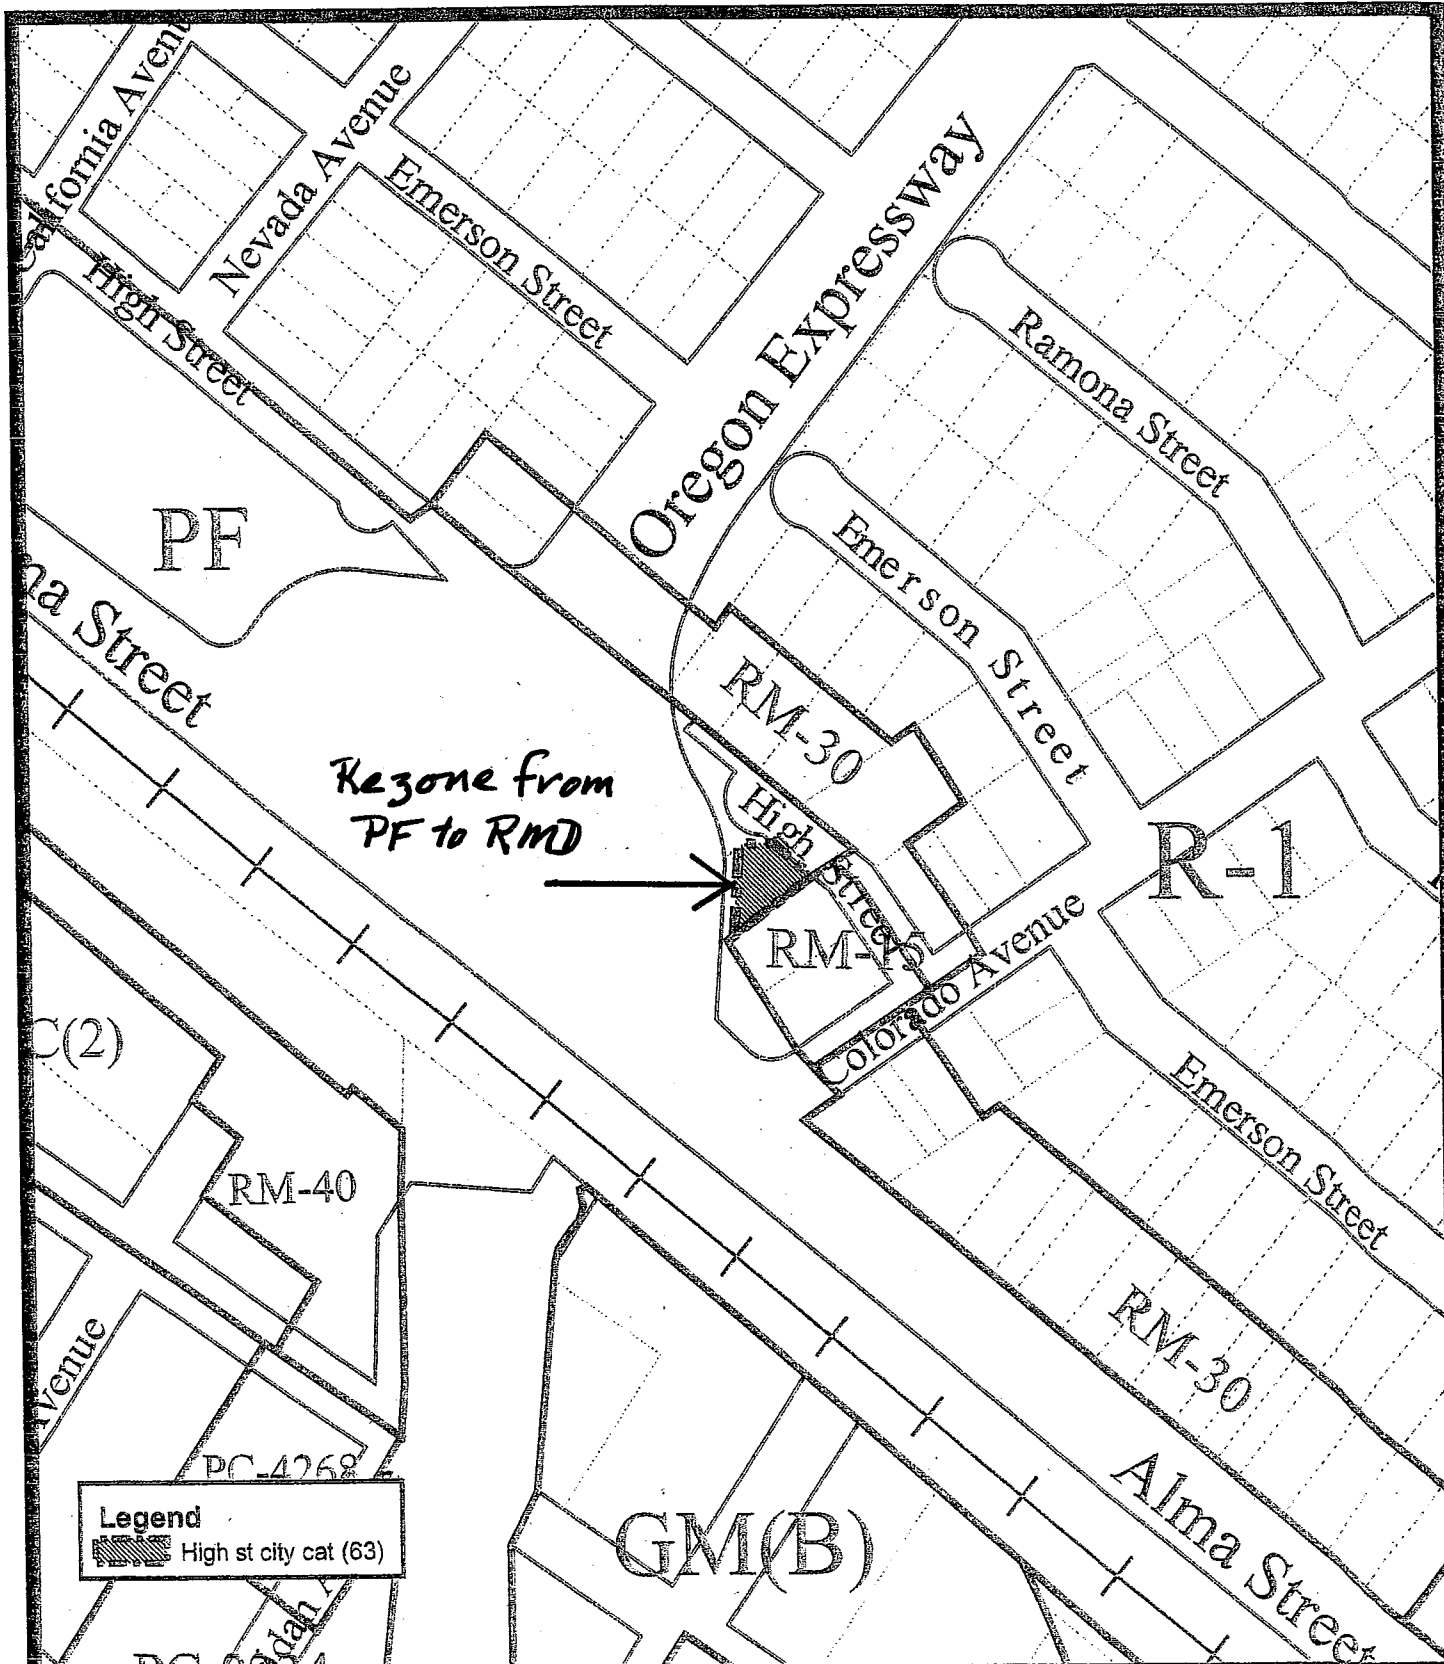 Nevada Avenue
Emerson Street
High Street
Oregon Expressway
Ramona Street
PF
Emerson Street
Street
RM-30
Rezone from
PF to RMD
High Street
R-1
RM-15
Colorado Avenue
C(2)
RM-40
Emerson Street
RM-30
Avenue
PC-4268
Alma Street
GM(B)
Legend
High st city cat (63)